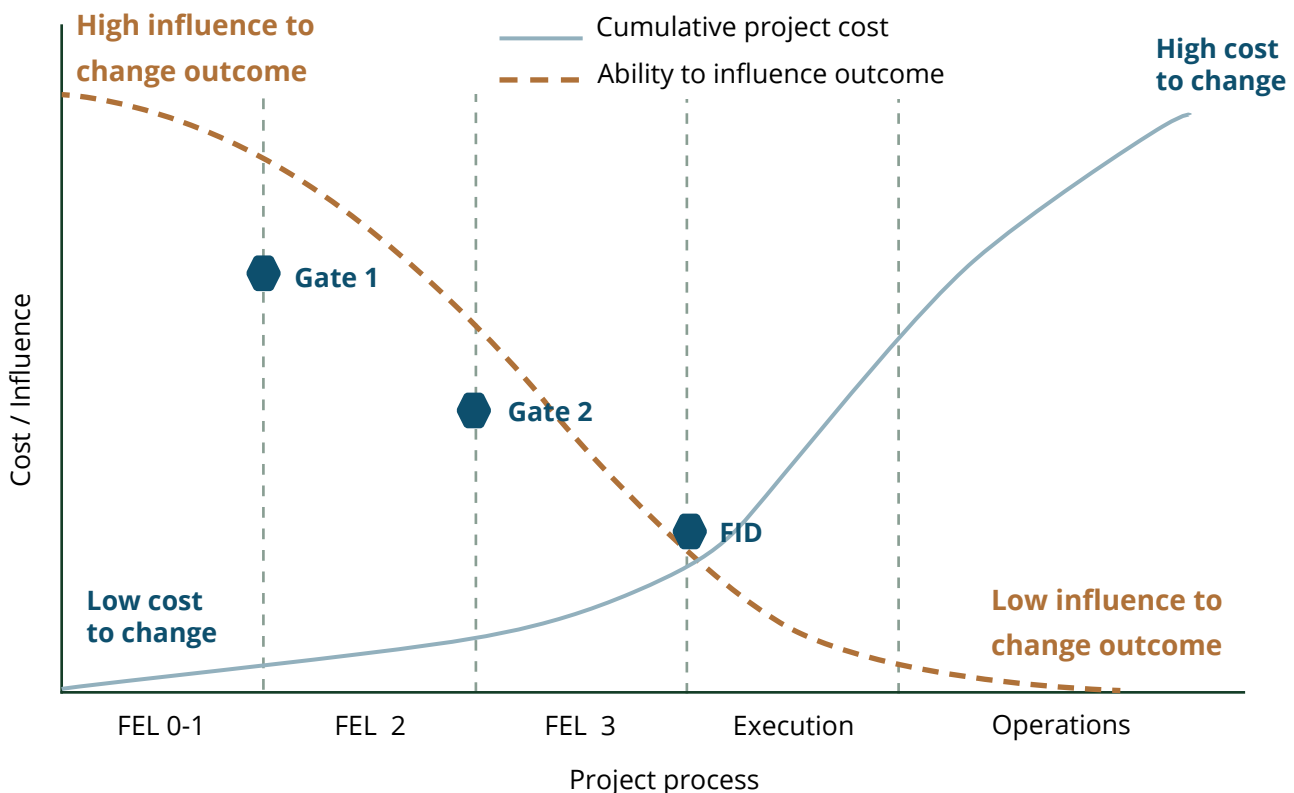 High influence to
change outcome
Cumulative project cost
Ability to influence outcome
High cost
to change
Gate 1
Gate 2
FID
Low cost
to change
Low influence to
change outcome
Cost / Influence
FEL 0-1
FEL 2
FEL 3
Execution
Operations
Project process